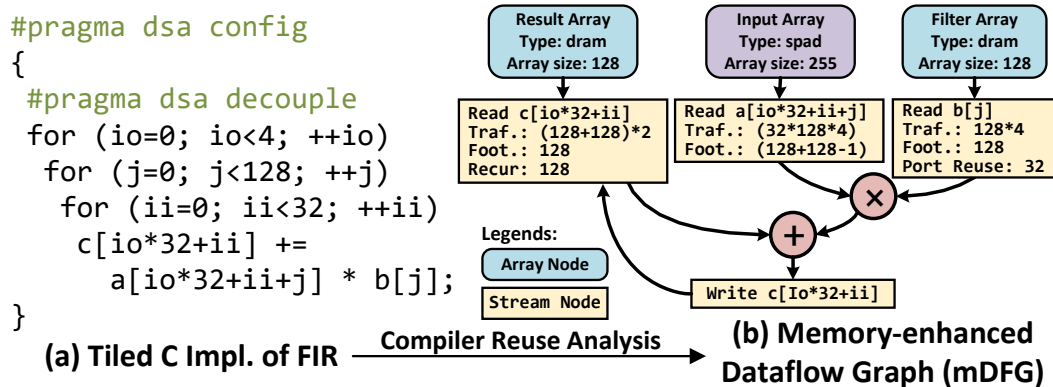 #pragma dsa config
{
#pragma dsa decouple
for (io=0; io<4; ++io)
for (j=0; j<128; ++j)
for (ii=0; ii<32; ++ii)
c[io*32+ii] +=
a[io*32+ii+j] * b[j];
}
(a) Tiled C Impl. of FIR
Compiler Reuse Analysis
Result Array
Type: dram
Array size: 128
Input Array
Type: spad
Array size: 255
Filter Array
Type: dram
Array size: 128
Read c[io*32+ii]
Traf.: (128+128)*2
Foot.: 128
Recur: 128
Read a[io*32+ii+j]
Traf.: (32*128*4)
Foot.: (128+128-1)
Read b[j]
Traf.: 128*4
Foot.: 128
Port Reuse: 32
×
+
Legends:
Array Node
Stream Node
Write c[Io*32+ii]
(b) Memory-enhanced
Dataflow Graph (mDFG)